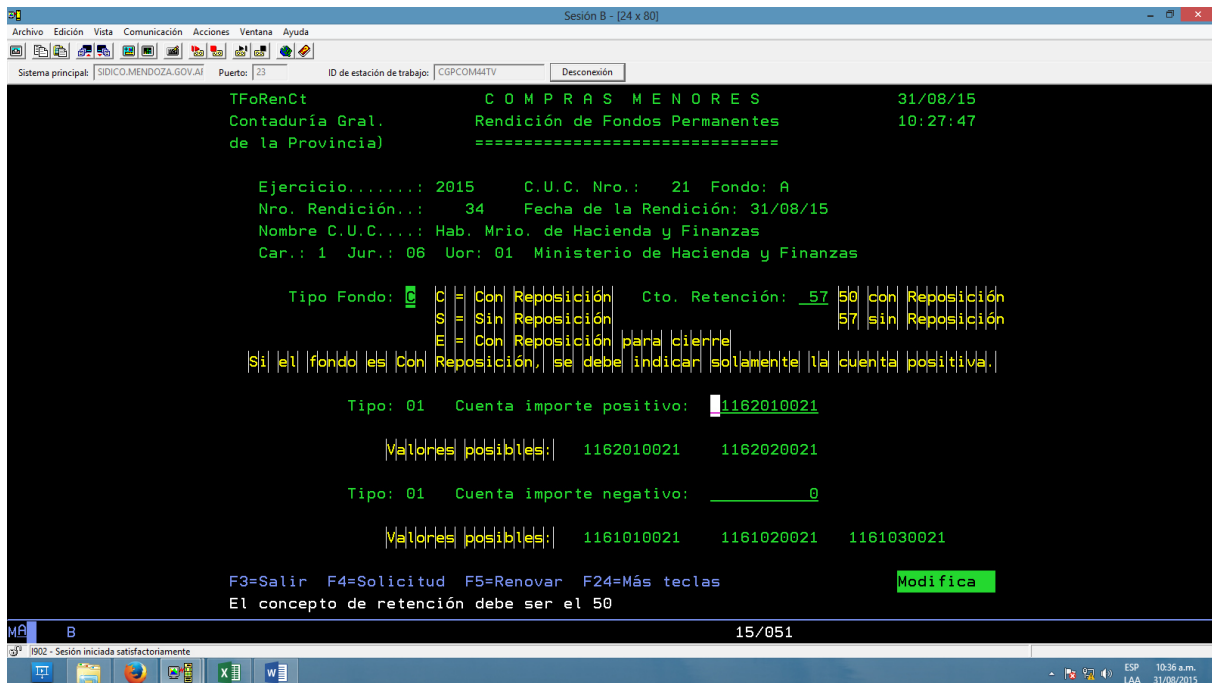 Sesión B - [24 x 80]
Archivo Edición Vista Comunicación Acciones Ventana Ayuda
Sistema principal: SIDICO.MENDOZA.GOV.AF Puerto: 23 ID de estación de trabajo: CGPCOM44TV Desconexión
TFoRenCt C O M P R A S M E N O R E S 31/08/15
Contaduría Gral. Rendición de Fondos Permanentes 10:27:47
de la Provincia) ===============================
Ejercicio.......: 2015 C.U.C. Nro.: 21 Fondo: A
Nro. Rendición..: 34 Fecha de la Rendición: 31/08/15
Nombre C.U.C....: Hab. Mrio. de Hacienda y Finanzas
Car.: 1 Jur.: 06 Uor: 01 Ministerio de Hacienda y Finanzas
Tipo Fondo: C C = Con Reposición Cto. Retención: 57 50 con Reposición
S = Sin Reposición 57 sin Reposición
E = Con Reposición para cierre
Si el fondo es Con Reposición, se debe indicar solamente la cuenta positiva.
Tipo: 01 Cuenta importe positivo: 1162010021
Valores posibles: 1162010021 1162020021
Tipo: 01 Cuenta importe negativo: 0
Valores posibles: 1161010021 1161020021 1161030021
F3=Salir F4=Solicitud F5=Renovar F24=Más teclas Modifica
El concepto de retención debe ser el 50
MA B 15/051
I902 - Sesión iniciada satisfactoriamente
ESP 10:36 a.m.
LAA 31/08/2015